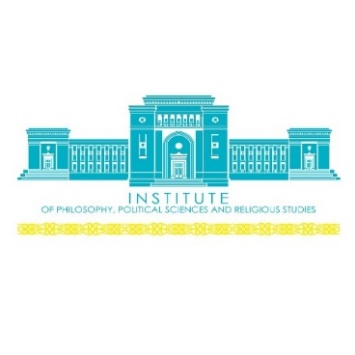 INSTITUTE
OF PHILOSOPHY, POLITICAL SCIENCES AND RELIGIOUS STUDIES